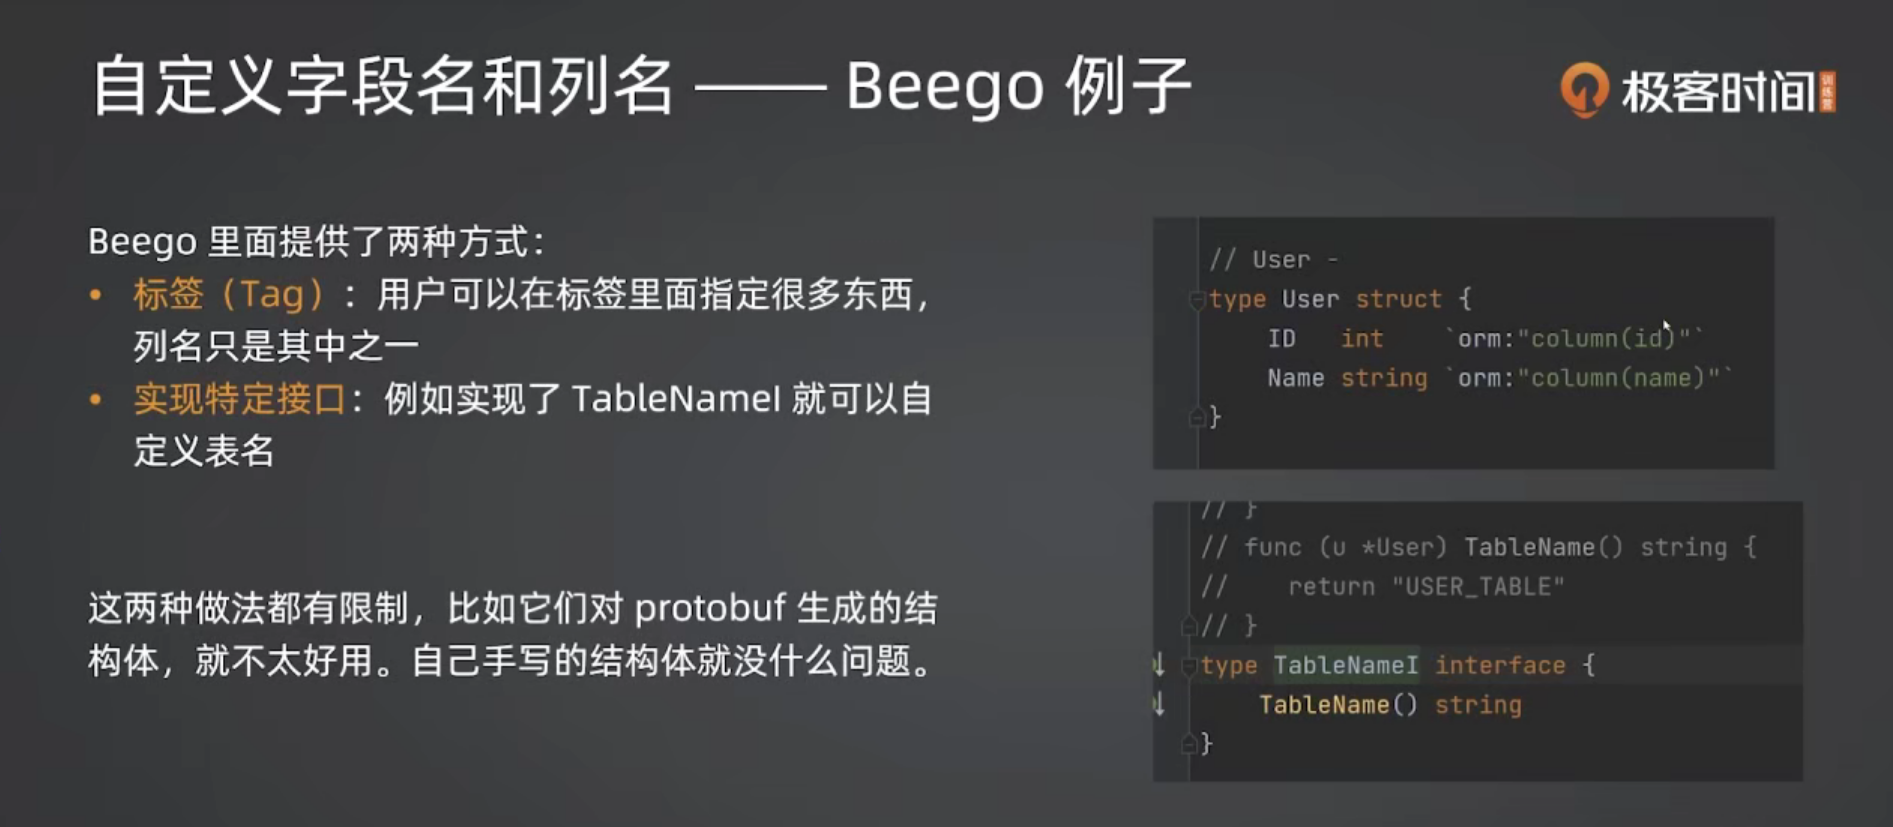 自定义字段名和列名 —— Beego 例子
极客时间
训练营
Beego 里面提供了两种方式：
• 标签（Tag）：用户可以在标签里面指定很多东西，
列名只是其中之一
• 实现特定接口：例如实现了 TableNameI 就可以自
定义表名
这两种做法都有限制，比如它们对 protobuf 生成的结
构体，就不太好用。自己手写的结构体就没什么问题。
// User -
type User struct {
ID int `orm:"column(id)"`
Name string `orm:"column(name)"`
}
// }
// func (u *User) TableName() string {
// return "USER_TABLE"
// }
type TableNameI interface {
TableName() string
}